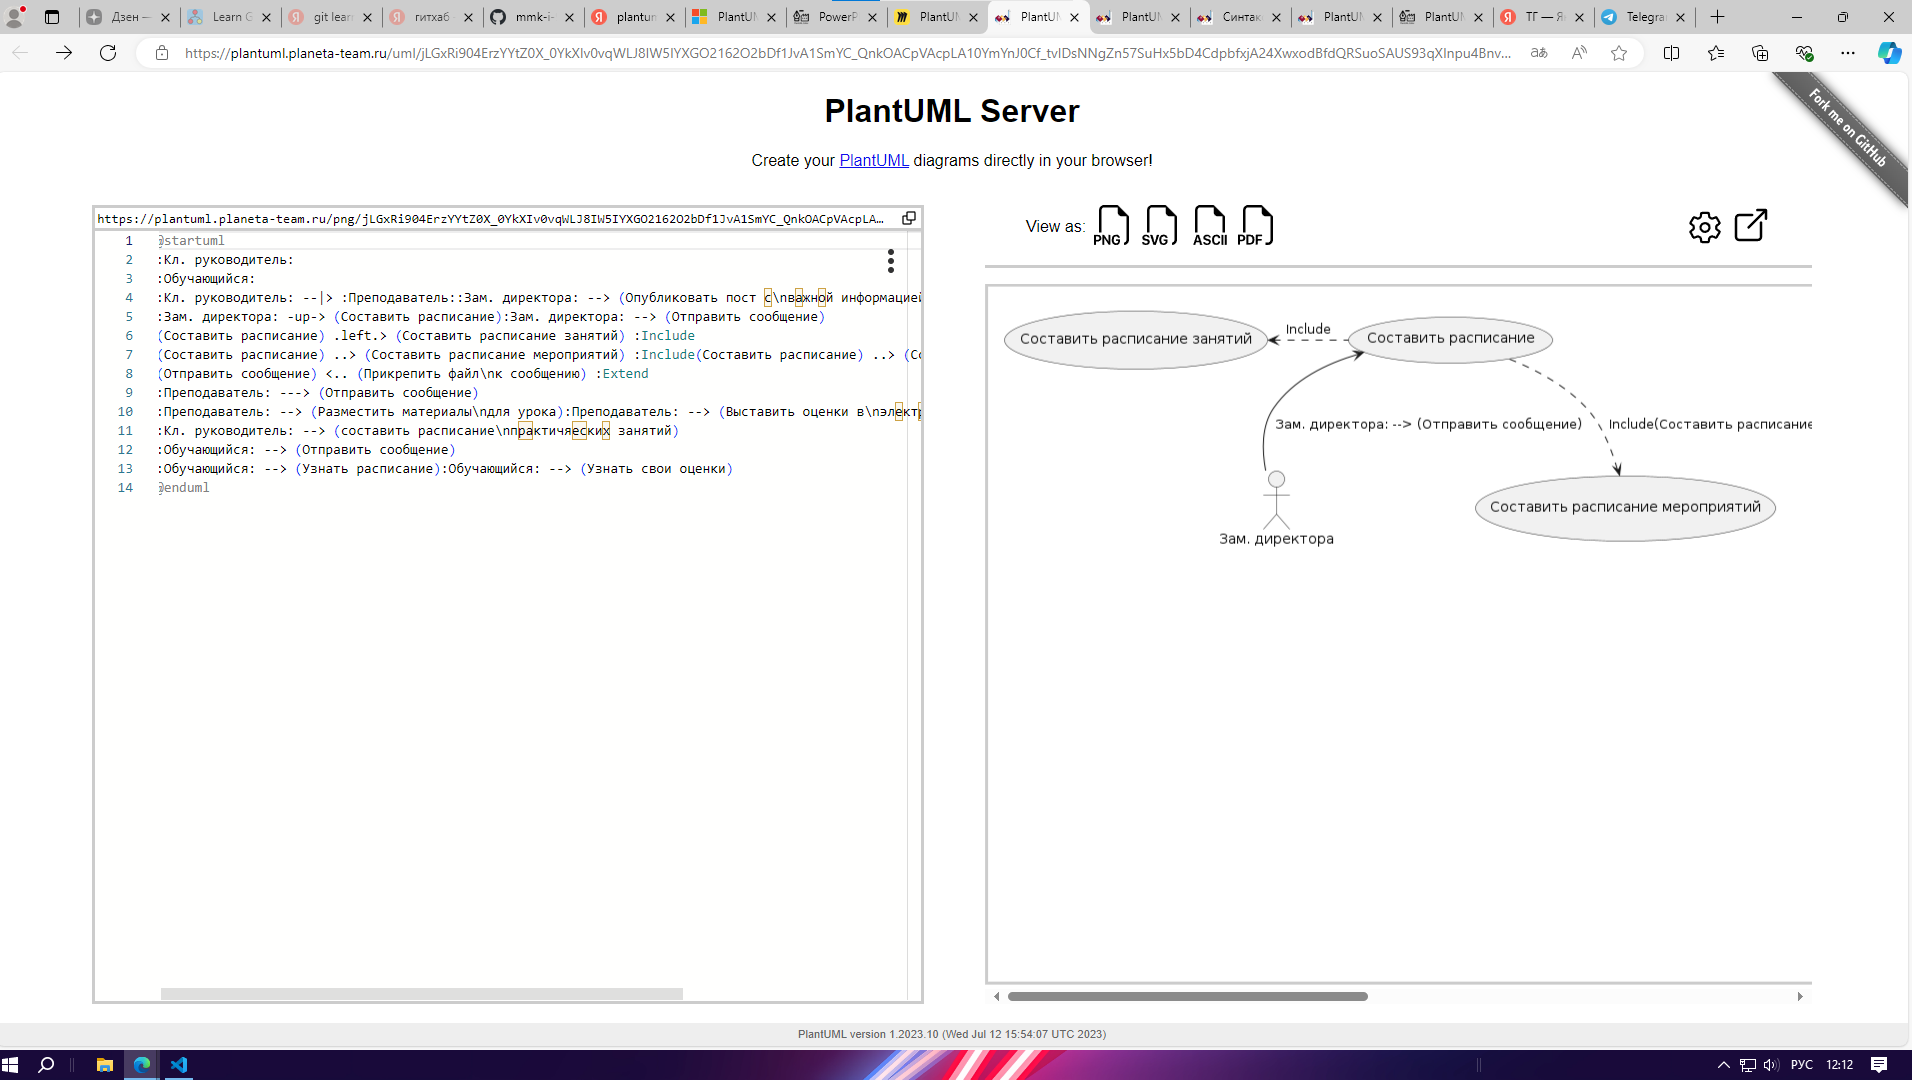 Дзен —
Learn G
git learn
гитхаб
mmk-i-
plantum
PlantUM
PowerP
PlantUM
PlantUM
PlantUM
Синтак
PlantUM
PlantUM
ТГ — Я
Telegra
https://plantuml.planeta-team.ru/uml/jLGxRi904ErzYYtZ0X_0YkXIv0vqWLJ8IW5IYXGO2162O2bDf1JvA1SmYC_QnkOACpVAcpLA10YmYnJ0Cf_tvIDsNNgZn57SuHx5bD4CdpbfxjA24XwxodBfdQRSuoSAUS93qXInpu4Bnv...
PlantUML Server
Fork me on GitHub
Create your PlantUML diagrams directly in your browser!
https://plantuml.planeta-team.ru/png/jLGxRi904ErzYYtZ0X_0YkXIv0vqWLJ8IW5IYXGO2162O2bDf1JvA1SmYC_QnkOACpVAcpLA...
View as: PNG SVG ASCII PDF
1 @startuml
2 :Кл. руководитель:
3 :Обучающийся:
4 :Кл. руководитель: --|> :Преподаватель::Зам. директора: --> (Опубликовать пост с\nважной информацией
5 :Зам. директора: -up-> (Составить расписание):Зам. директора: --> (Отправить сообщение)
6 (Составить расписание) .left.> (Составить расписание занятий) :Include
7 (Составить расписание) ..> (Составить расписание мероприятий) :Include(Составить расписание) ..> (Со
8 (Отправить сообщение) <.. (Прикрепить файл\nк сообщению) :Extend
9 :Преподаватель: ---> (Отправить сообщение)
10 :Преподаватель: --> (Разместить материалы\nдля урока):Преподаватель: --> (Выставить оценки в\nэлектр
11 :Кл. руководитель: --> (составить расписание\nпрактичяеских занятий)
12 :Обучающийся: --> (Отправить сообщение)
13 :Обучающийся: --> (Узнать расписание):Обучающийся: --> (Узнать свои оценки)
14 @enduml
Составить расписание занятий
Include
Составить расписание
Зам. директора: --> (Отправить сообщение)
Include(Составить расписание
Составить расписание мероприятий
Зам. директора
PlantUML version 1.2023.10 (Wed Jul 12 15:54:07 UTC 2023)
РУС
12:12